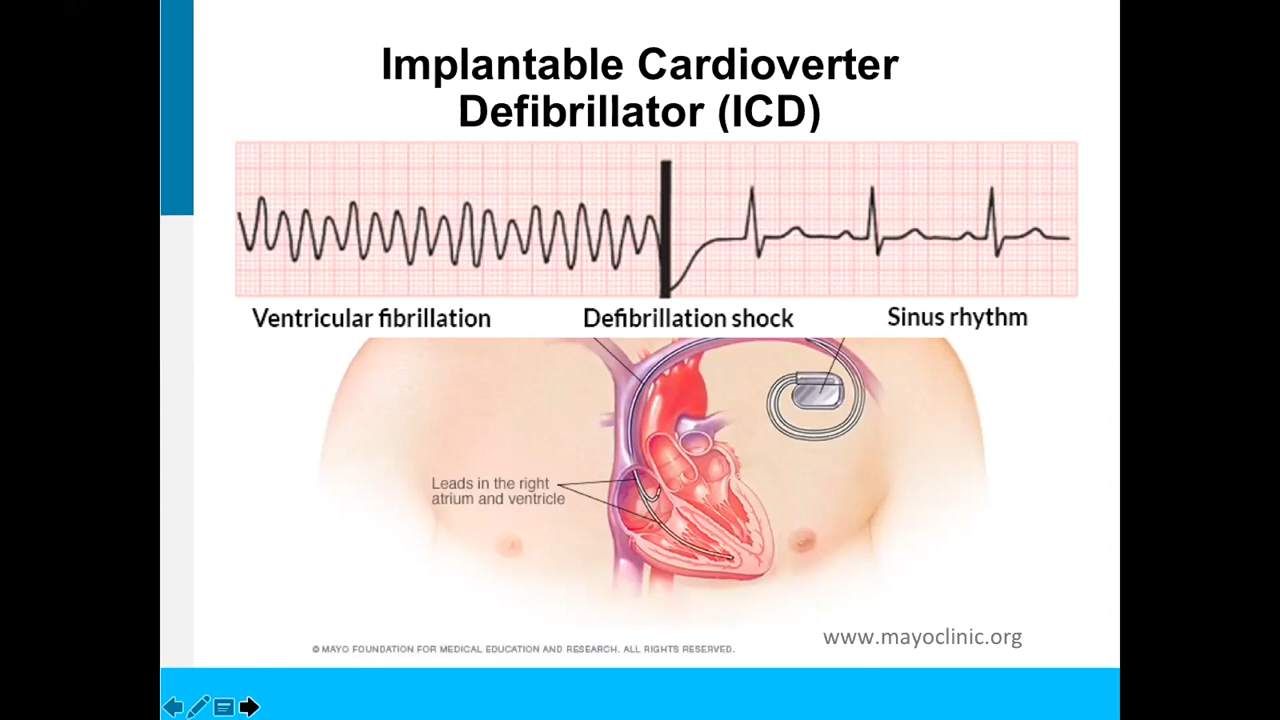 Implantable Cardioverter
Defibrillator (ICD)
Ventricular fibrillation
Defibrillation shock
Sinus rhythm
Leads in the right
atrium and ventricle
www.mayoclinic.org
© MAYO FOUNDATION FOR MEDICAL EDUCATION AND RESEARCH. ALL RIGHTS RESERVED.